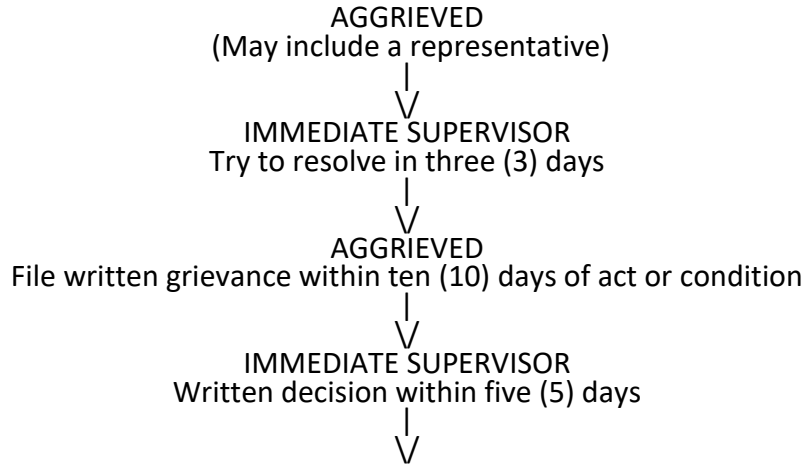 AGGRIEVED
(May include a representative)
|
\/
IMMEDIATE SUPERVISOR
Try to resolve in three (3) days
|
\/
AGGRIEVED
File written grievance within ten (10) days of act or condition
|
\/
IMMEDIATE SUPERVISOR
Written decision within five (5) days
|
\/